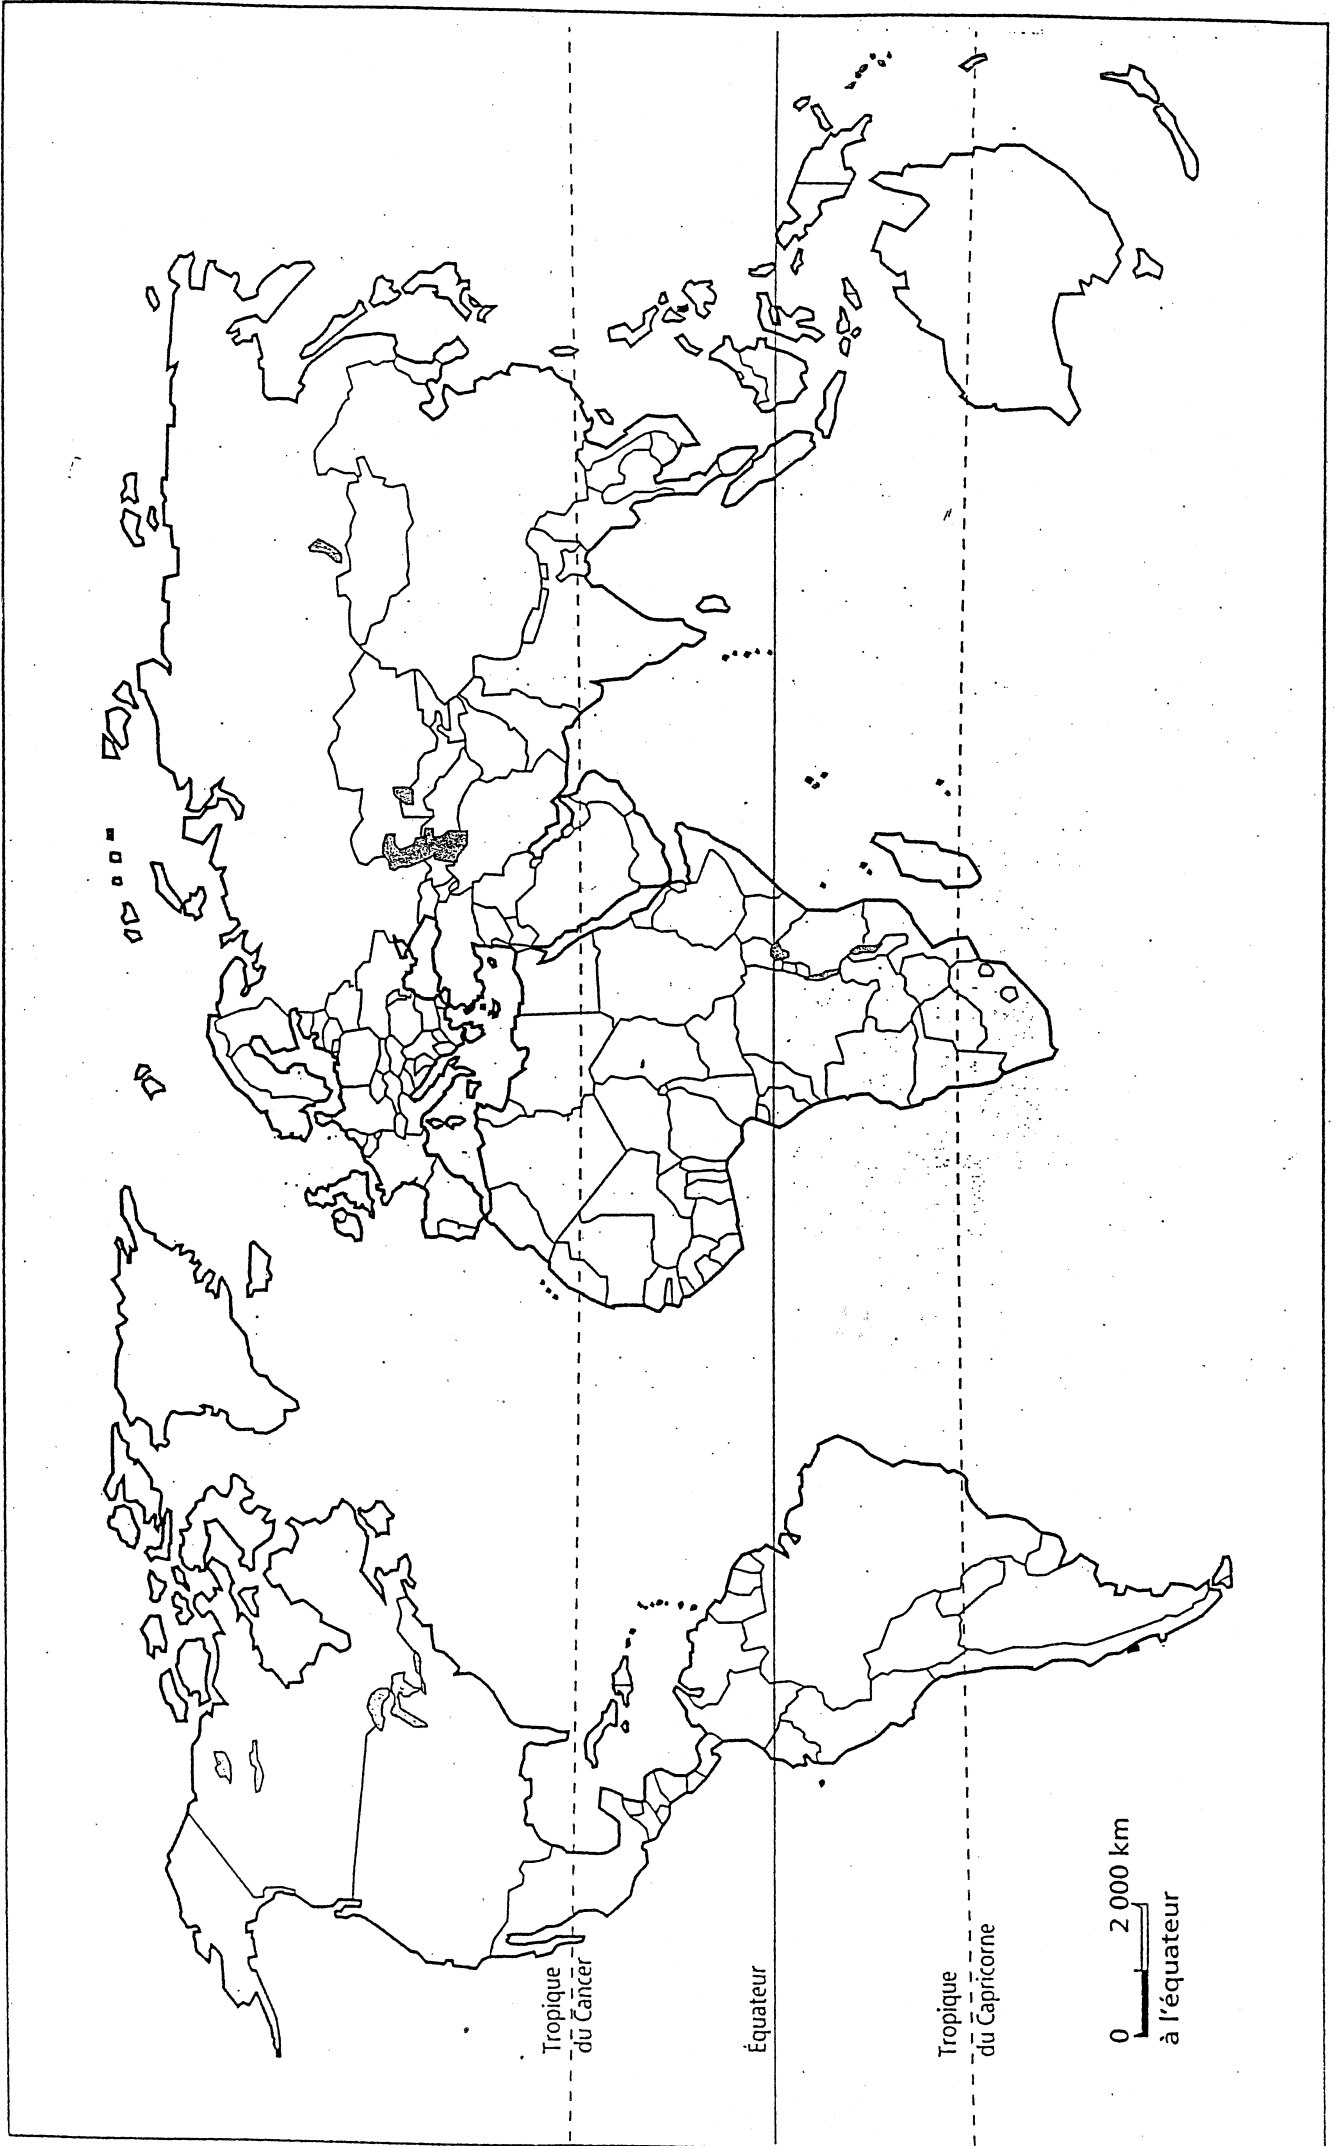 Tropique
du Cancer
Équateur
Tropique
du Capricorne
0 2 000 km
à l'équateur